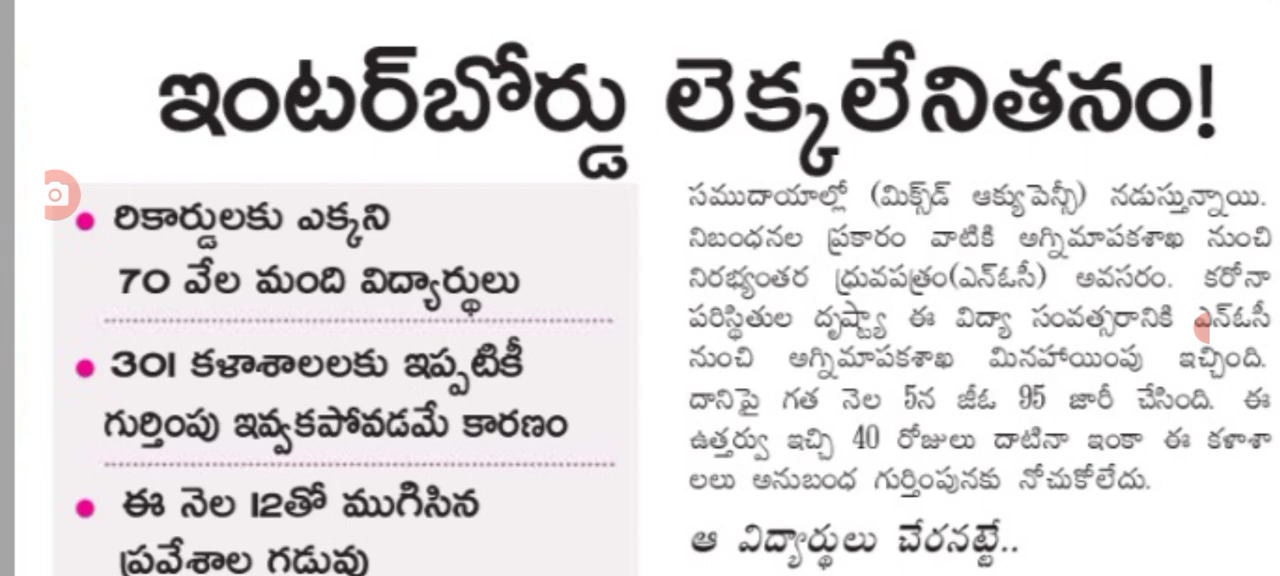 ఇంటర్‌బోర్డు లెక్కలేనితనం!
రికార్డులకు ఎక్కని
70 వేల మంది విద్యార్థులు
301 కళాశాలలకు ఇప్పటికీ
గుర్తింపు ఇవ్వకపోవడమే కారణం
ఈ నెల 12తో ముగిసిన
ప్రవేశాల గడువు
సముదాయాల్లో (మిక్స్‌డ్ ఆక్యుపెన్సీ) నడుస్తున్నాయి.
నిబంధనల ప్రకారం వాటికి అగ్నిమాపకశాఖ నుంచి
నిరభ్యంతర ధ్రువపత్రం(ఎన్‌ఓసీ) అవసరం. కరోనా
పరిస్థితుల దృష్ట్యా ఈ విద్యా సంవత్సరానికి ఎన్‌ఓసీ
నుంచి అగ్నిమాపకశాఖ మినహాయింపు ఇచ్చింది.
దానిపై గత నెల 5న జీఓ 95 జారీ చేసింది. ఈ
ఉత్తర్వు ఇచ్చి 40 రోజులు దాటినా ఇంకా ఈ కళాశా
లలు అనుబంధ గుర్తింపునకు నోచుకోలేదు.
ఆ విద్యార్థులు చేరనట్టే..